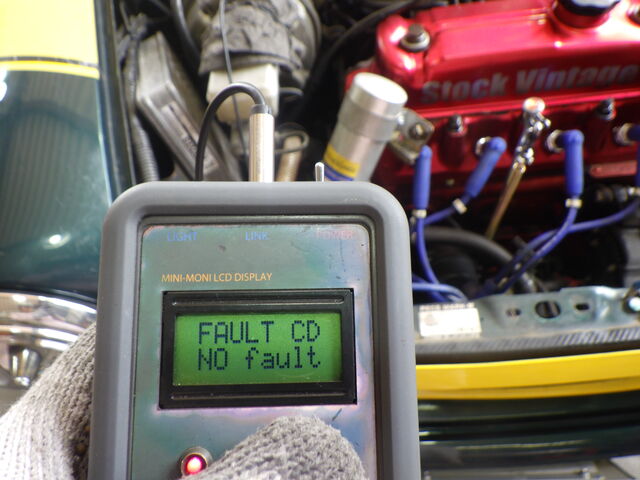 Stock Vintage
LIGHT LINK POWER
MINI-MONI LCD DISPLAY
FAULT CD
NO fault